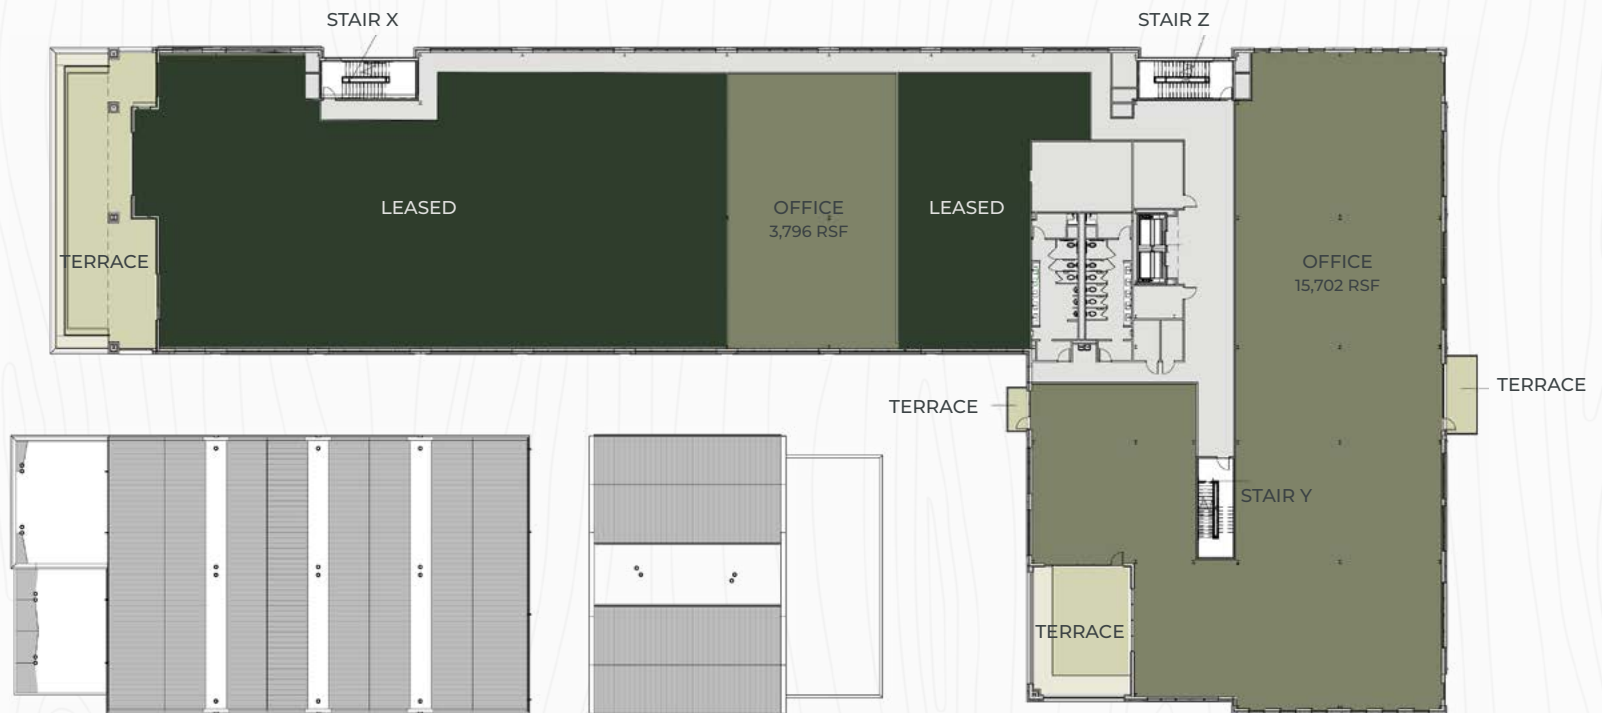 STAIR X
STAIR Z
LEASED
OFFICE
3,796 RSF
LEASED
TERRACE
OFFICE
15,702 RSF
TERRACE
TERRACE
STAIR Y
TERRACE